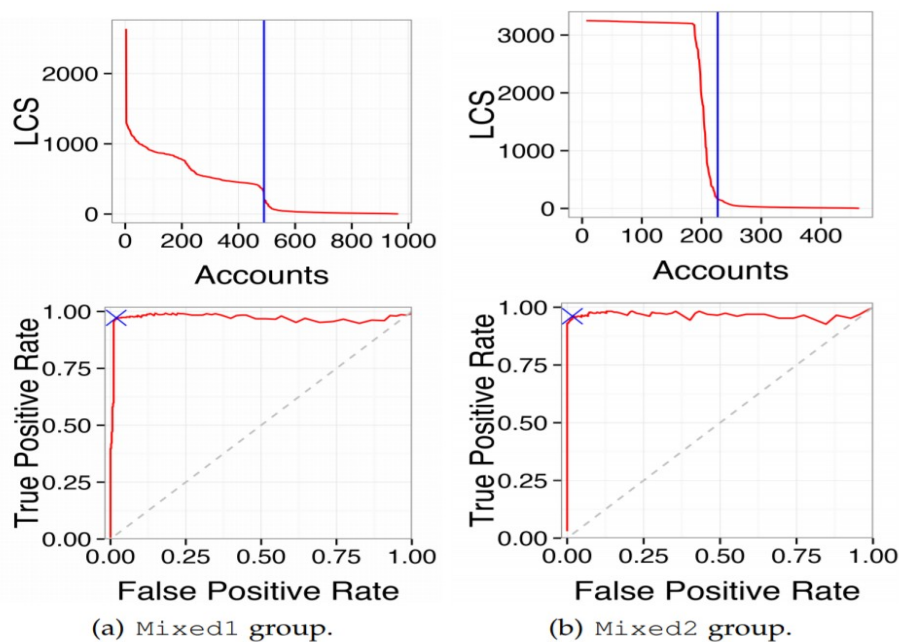 2000
1000
0
LCS
0 200 400 600 800 1000
Accounts
3000
2000
1000
0
LCS
0 100 200 300 400
Accounts
1.00
0.75
0.50
0.25
0.00
True Positive Rate
0.00 0.25 0.50 0.75 1.00
False Positive Rate
1.00
0.75
0.50
0.25
0.00
True Positive Rate
0.00 0.25 0.50 0.75 1.00
False Positive Rate
(a) Mixed1 group.
(b) Mixed2 group.